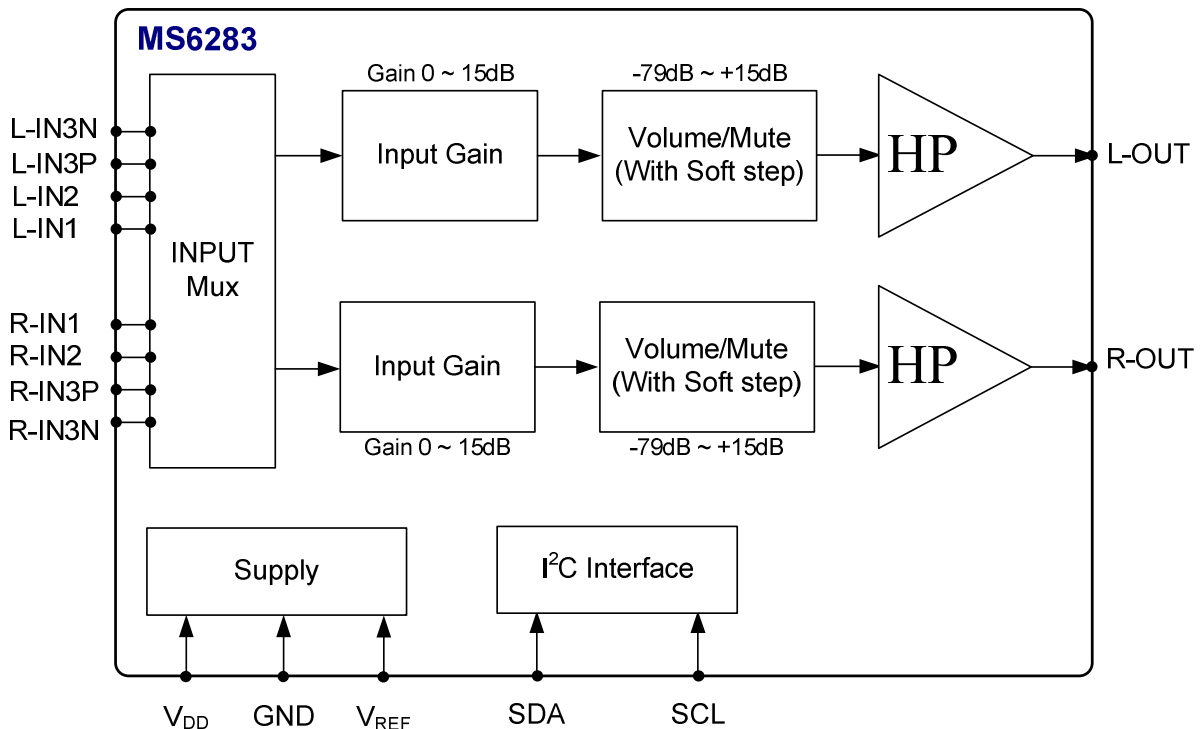 MS6283
Gain 0 ~ 15dB
-79dB ~ +15dB
L-IN3N
L-IN3P
L-IN2
L-IN1
INPUT
Mux
Input Gain
Volume/Mute
(With Soft step)
HP
L-OUT
R-IN1
R-IN2
R-IN3P
R-IN3N
Input Gain
Volume/Mute
(With Soft step)
HP
R-OUT
Gain 0 ~ 15dB
-79dB ~ +15dB
Supply
I²C Interface
VDD
GND
VREF
SDA
SCL